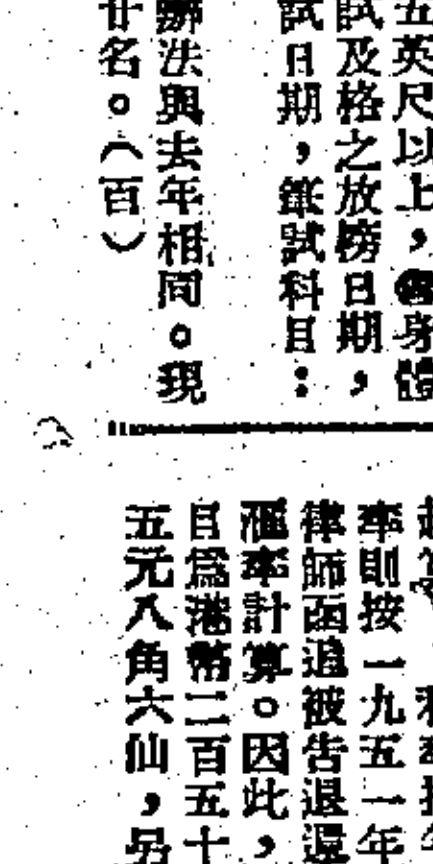 五英尺以上，身體
試及格之放榜日期，
試日期，試科目：
辦法與去年相同。現
廿名。（百）
率則按一九五一年
律師函追被告退還
匯率計算。因此，
目爲港幣二百五十
五元八角六仙，另